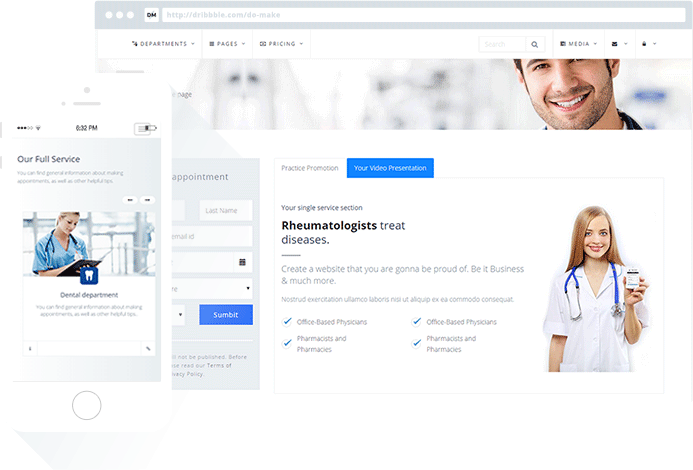 DM http://dribbble.com/do-make
DEPARTMENTS PAGES PRICING Search MEDIA
Our Full Service
You can find general information about making
appointments, as well as other helpful tips.
Dental department
You can find general information about making
appointments, as well as other helpful tips.
6:32 PM
appointment
Last Name
email id
Sumbit
ll not be published. Before
ease read our Terms of
ivacy Policy.
Practice Promotion Your Video Presentation
Your single service section
Rheumatologists treat
diseases.
Create a website that you are gonna be proud of. Be it Business
& much more.
Nostrud exercitation ullamco laboris nisi ut aliquip ex ea commodo consequat.
Office-Based Physicians
Pharmacists and
Pharmacies
Office-Based Physicians
Pharmacists and
Pharmacies